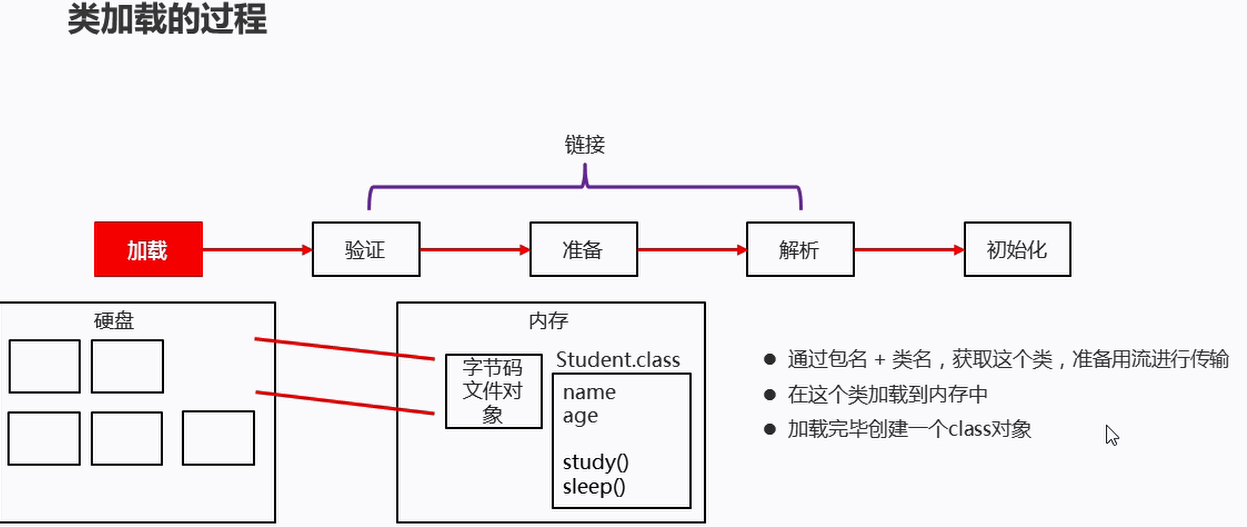 类加载的过程
链接
加载
验证
准备
解析
初始化
硬盘
内存
字节码
文件对
象
Student.class
name
age
study()
sleep()
通过包名 + 类名，获取这个类，准备用流进行传输
在这个类加载到内存中
加载完毕创建一个class对象